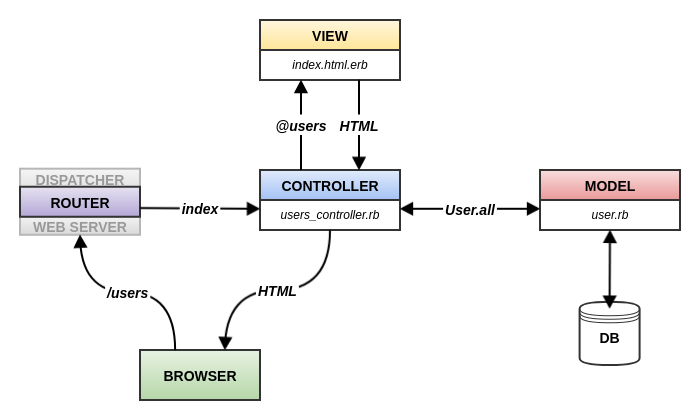 VIEW
index.html.erb
@users HTML
DISPATCHER
ROUTER
WEB SERVER
index
CONTROLLER
users_controller.rb
User.all
MODEL
user.rb
/users
HTML
DB
BROWSER